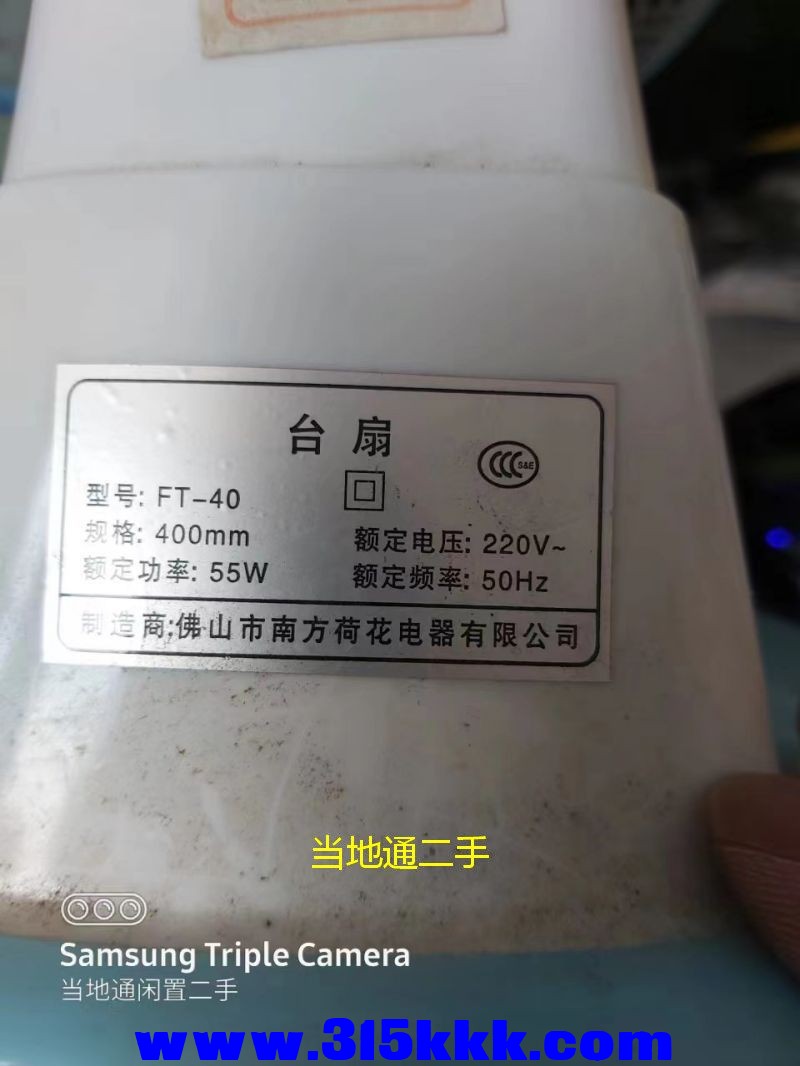 台扇
CCC S&E
型号: FT-40
规格: 400mm
额定电压: 220V~
额定功率: 55W
额定频率: 50Hz
制造商:佛山市南方荷花电器有限公司
当地通二手
Samsung Triple Camera
当地通闲置二手
www.315kkk.com